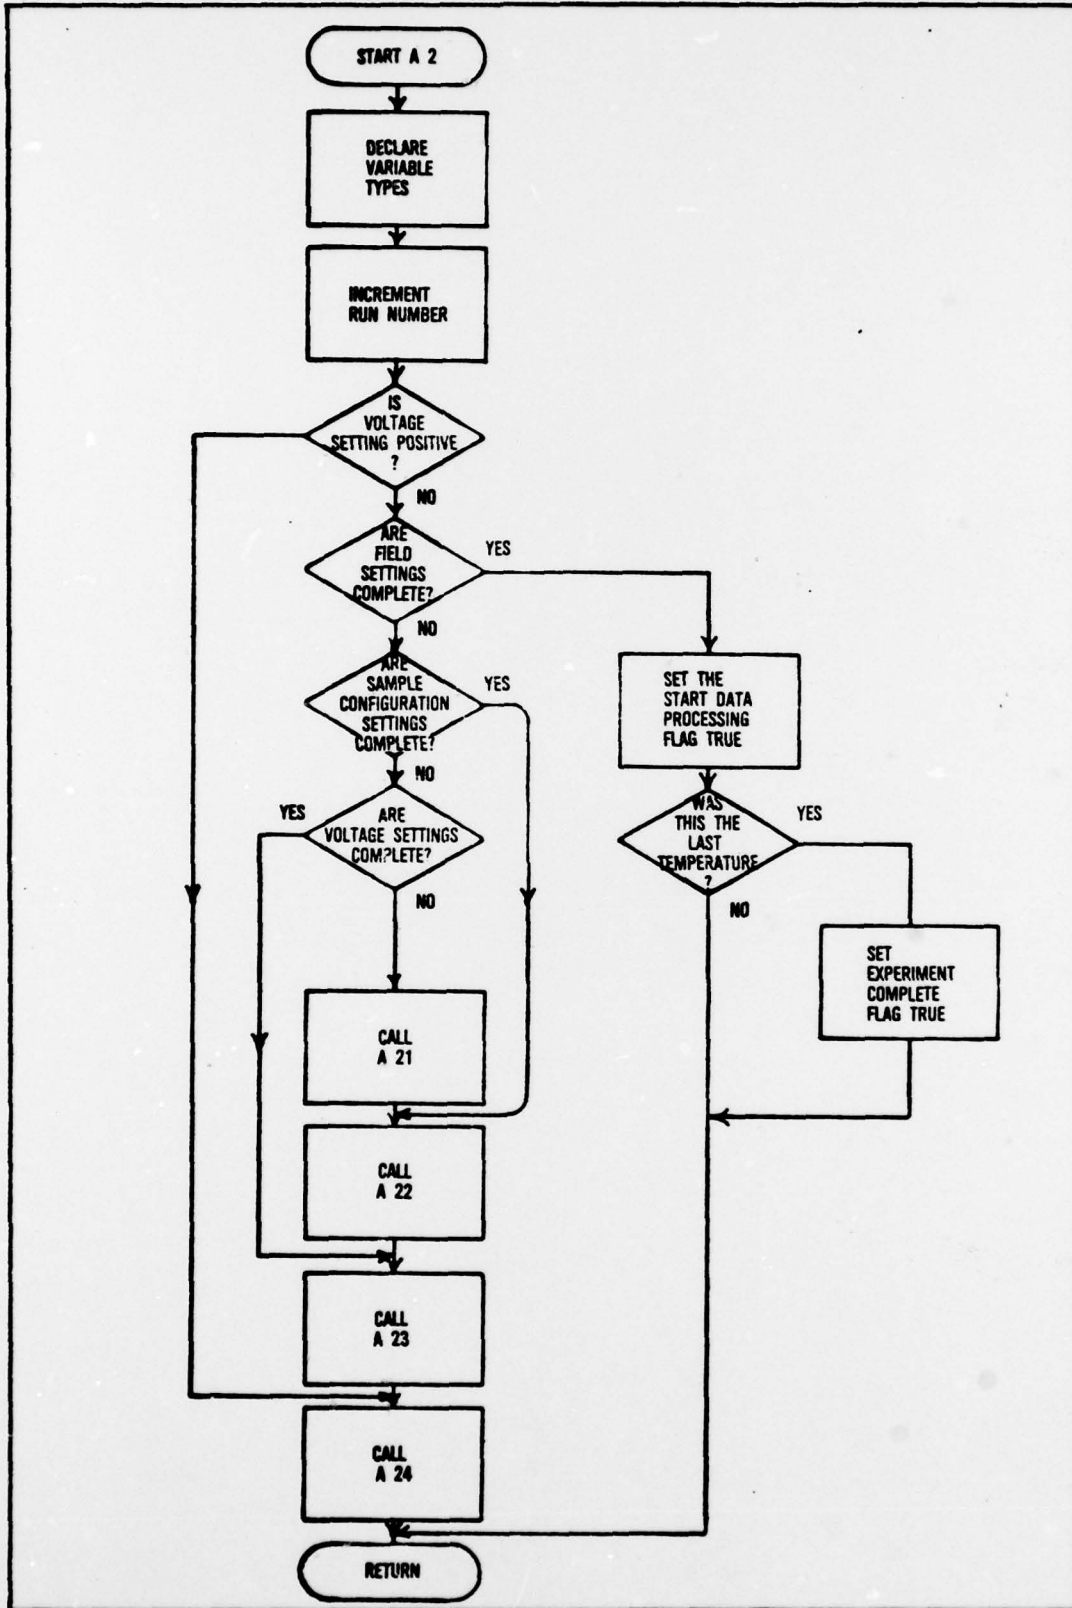 START A 2
DECLARE
VARIABLE
TYPES
INCREMENT
RUN NUMBER
IS
VOLTAGE
SETTING POSITIVE
?
NO
ARE
FIELD
SETTINGS
COMPLETE?
YES
NO
ARE
SAMPLE
CONFIGURATION
SETTINGS
COMPLETE?
YES
NO
SET THE
START DATA
PROCESSING
FLAG TRUE
YES
ARE
VOLTAGE SETTINGS
COMPLETE?
NO
WAS
THIS THE
LAST
TEMPERATURE
?
YES
NO
SET
EXPERIMENT
COMPLETE
FLAG TRUE
CALL
A 21
CALL
A 22
CALL
A 23
CALL
A 24
RETURN